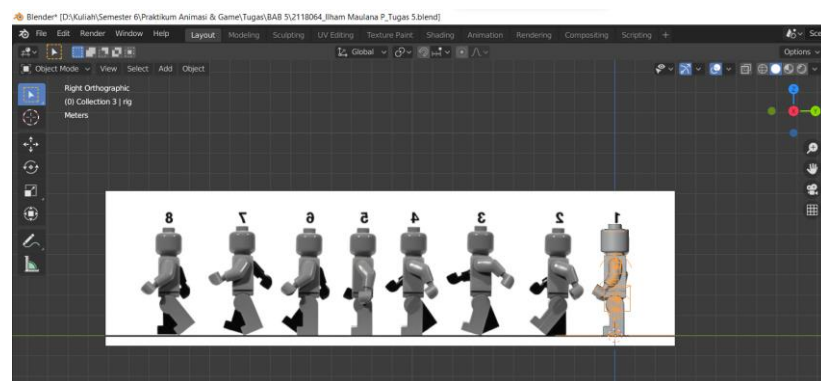 Blender* [D:\Kuliah\Semester 6\Praktikum Animasi & Game\Tugas\BAB 5\2118064_Ilham Maulana P_Tugas 5.blend]
File Edit Render Window Help Layout Modeling Sculpting UV Editing Texture Paint Shading Animation Rendering Compositing Scripting + Sce
Global Options
Object Mode View Select Add Object
Right Orthographic
(0) Collection 3 | rig
Meters
Z
8 7 6 5 4 3 2 1